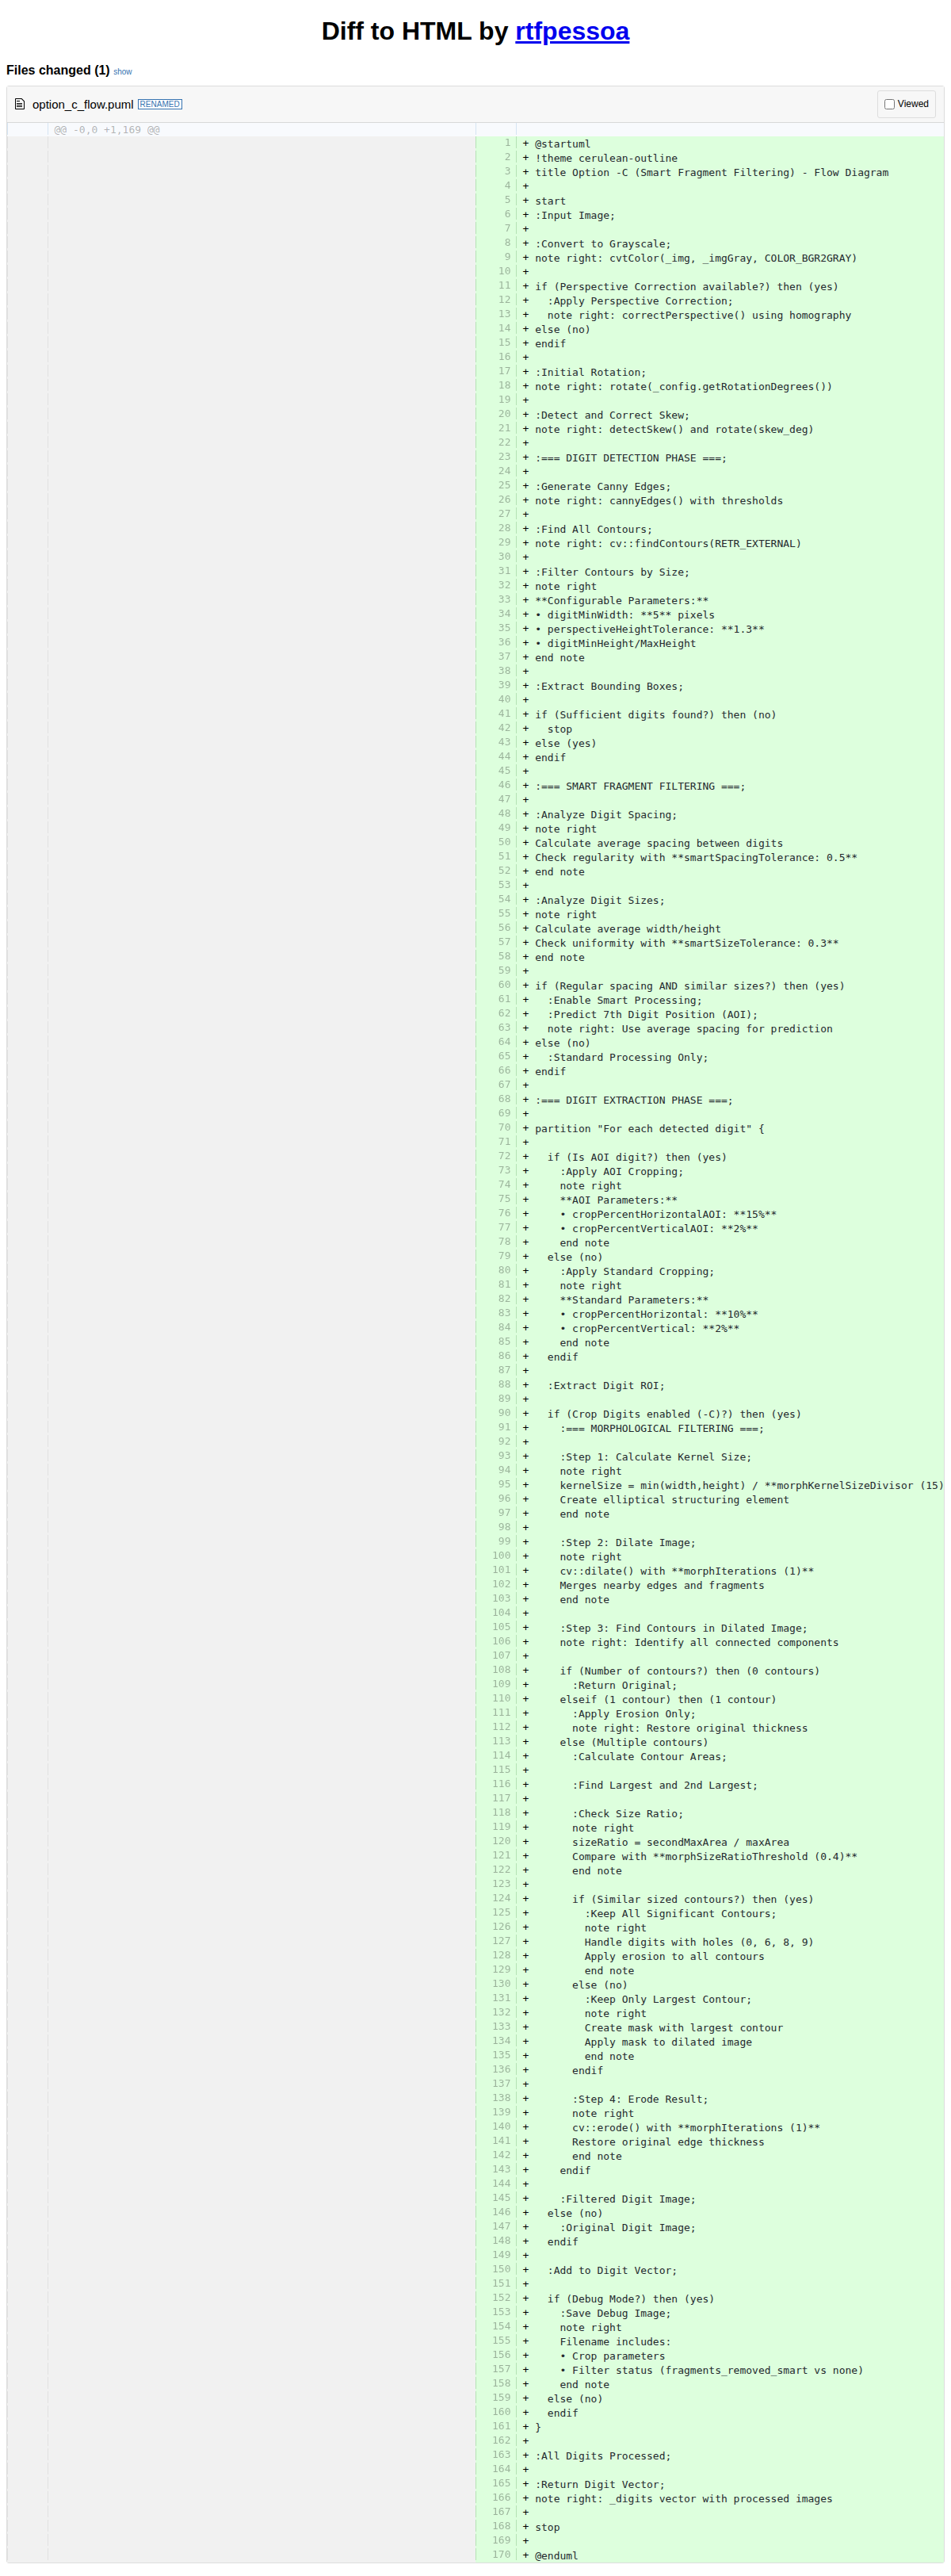 Diff to HTML by rtfpessoa
Files changed (1) show
option_c_flow.puml RENAMED Viewed
@@ -0,0 +1,169 @@
1 + @startuml
2 + !theme cerulean-outline
3 + title Option -C (Smart Fragment Filtering) - Flow Diagram
4 +
5 + start
6 + :Input Image;
7 +
8 + :Convert to Grayscale;
9 + note right: cvtColor(_img, _imgGray, COLOR_BGR2GRAY)
10 +
11 + if (Perspective Correction available?) then (yes)
12 +   :Apply Perspective Correction;
13 +   note right: correctPerspective() using homography
14 + else (no)
15 + endif
16 +
17 + :Initial Rotation;
18 + note right: rotate(_config.getRotationDegrees())
19 +
20 + :Detect and Correct Skew;
21 + note right: detectSkew() and rotate(skew_deg)
22 +
23 + :=== DIGIT DETECTION PHASE ===;
24 +
25 + :Generate Canny Edges;
26 + note right: cannyEdges() with thresholds
27 +
28 + :Find All Contours;
29 + note right: cv::findContours(RETR_EXTERNAL)
30 +
31 + :Filter Contours by Size;
32 + note right
33 + **Configurable Parameters:**
34 + • digitMinWidth: **5** pixels
35 + • perspectiveHeightTolerance: **1.3**
36 + • digitMinHeight/MaxHeight
37 + end note
38 +
39 + :Extract Bounding Boxes;
40 +
41 + if (Sufficient digits found?) then (no)
42 +   stop
43 + else (yes)
44 + endif
45 +
46 + :=== SMART FRAGMENT FILTERING ===;
47 +
48 + :Analyze Digit Spacing;
49 + note right
50 + Calculate average spacing between digits
51 + Check regularity with **smartSpacingTolerance: 0.5**
52 + end note
53 +
54 + :Analyze Digit Sizes;
55 + note right
56 + Calculate average width/height
57 + Check uniformity with **smartSizeTolerance: 0.3**
58 + end note
59 +
60 + if (Regular spacing AND similar sizes?) then (yes)
61 +   :Enable Smart Processing;
62 +   :Predict 7th Digit Position (AOI);
63 +   note right: Use average spacing for prediction
64 + else (no)
65 +   :Standard Processing Only;
66 + endif
67 +
68 + :=== DIGIT EXTRACTION PHASE ===;
69 +
70 + partition "For each detected digit" {
71 +
72 +   if (Is AOI digit?) then (yes)
73 +     :Apply AOI Cropping;
74 +     note right
75 +     **AOI Parameters:**
76 +     • cropPercentHorizontalAOI: **15%**
77 +     • cropPercentVerticalAOI: **2%**
78 +     end note
79 +   else (no)
80 +     :Apply Standard Cropping;
81 +     note right
82 +     **Standard Parameters:**
83 +     • cropPercentHorizontal: **10%**
84 +     • cropPercentVertical: **2%**
85 +     end note
86 +   endif
87 +
88 +   :Extract Digit ROI;
89 +
90 +   if (Crop Digits enabled (-C)?) then (yes)
91 +     :=== MORPHOLOGICAL FILTERING ===;
92 +
93 +     :Step 1: Calculate Kernel Size;
94 +     note right
95 +     kernelSize = min(width,height) / **morphKernelSizeDivisor (15)
96 +     Create elliptical structuring element
97 +     end note
98 +
99 +     :Step 2: Dilate Image;
100 +     note right
101 +     cv::dilate() with **morphIterations (1)**
102 +     Merges nearby edges and fragments
103 +     end note
104 +
105 +     :Step 3: Find Contours in Dilated Image;
106 +     note right: Identify all connected components
107 +
108 +     if (Number of contours?) then (0 contours)
109 +       :Return Original;
110 +     elseif (1 contour) then (1 contour)
111 +       :Apply Erosion Only;
112 +       note right: Restore original thickness
113 +     else (Multiple contours)
114 +       :Calculate Contour Areas;
115 +
116 +       :Find Largest and 2nd Largest;
117 +
118 +       :Check Size Ratio;
119 +       note right
120 +       sizeRatio = secondMaxArea / maxArea
121 +       Compare with **morphSizeRatioThreshold (0.4)**
122 +       end note
123 +
124 +       if (Similar sized contours?) then (yes)
125 +         :Keep All Significant Contours;
126 +         note right
127 +         Handle digits with holes (0, 6, 8, 9)
128 +         Apply erosion to all contours
129 +         end note
130 +       else (no)
131 +         :Keep Only Largest Contour;
132 +         note right
133 +         Create mask with largest contour
134 +         Apply mask to dilated image
135 +         end note
136 +       endif
137 +
138 +       :Step 4: Erode Result;
139 +       note right
140 +       cv::erode() with **morphIterations (1)**
141 +       Restore original edge thickness
142 +       end note
143 +     endif
144 +
145 +     :Filtered Digit Image;
146 +   else (no)
147 +     :Original Digit Image;
148 +   endif
149 +
150 +   :Add to Digit Vector;
151 +
152 +   if (Debug Mode?) then (yes)
153 +     :Save Debug Image;
154 +     note right
155 +     Filename includes:
156 +     • Crop parameters
157 +     • Filter status (fragments_removed_smart vs none)
158 +     end note
159 +   else (no)
160 +   endif
161 + }
162 +
163 + :All Digits Processed;
164 +
165 + :Return Digit Vector;
166 + note right: _digits vector with processed images
167 +
168 + stop
169 +
170 + @enduml